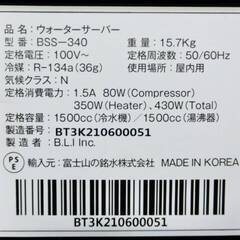 品　名：ウォーターサーバー
型　番：BSS−340　重　量：15.7Kg
定格電圧：100V〜　定格周波数：50/60Hz
冷　媒：R-134a(36g)　使用場所：屋内用
気候クラス：N
定格消費電力：1.5A 80W(Compressor)
350W(Heater)、430W(Total)
定格容量：1500cc(冷水機)／1500cc(湯沸器)
製造番号：BT3K210600051
製造者名：B.L.I Inc.
PSE 輸入元：富士山の銘水株式会社 MADE IN KOREA
BT3K210600051